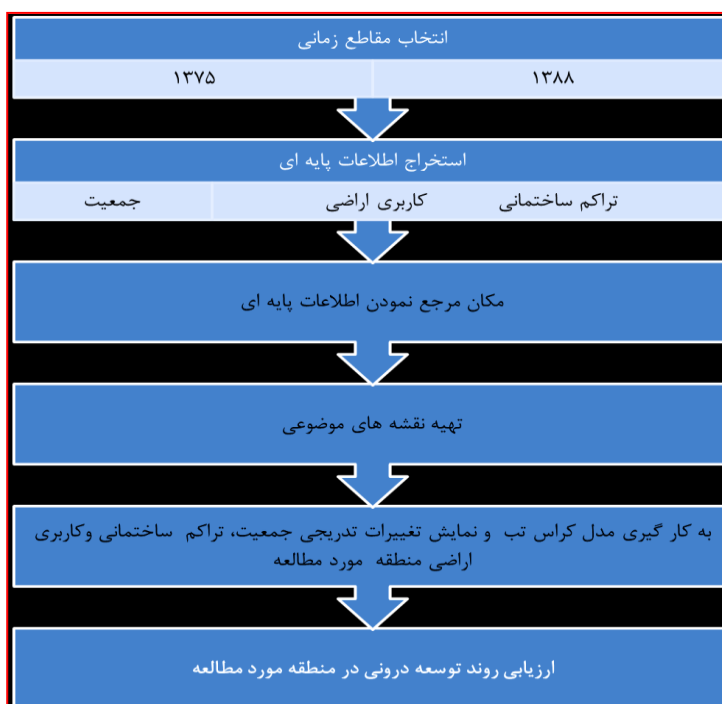 انتخاب مقاطع زمانی
۱۳۸۸ ۱۳۷۵
استخراج اطلاعات پایه ای
تراکم ساختمانی کاربری اراضی جمعیت
مکان مرجع نمودن اطلاعات پایه ای
تهیه نقشه های موضوعی
به کار گیری مدل کراس تب و نمایش تغییرات تدریجی جمعیت، تراکم ساختمانی وکاربری
اراضی منطقه مورد مطالعه
ارزیابی روند توسعه درونی در منطقه مورد مطالعه